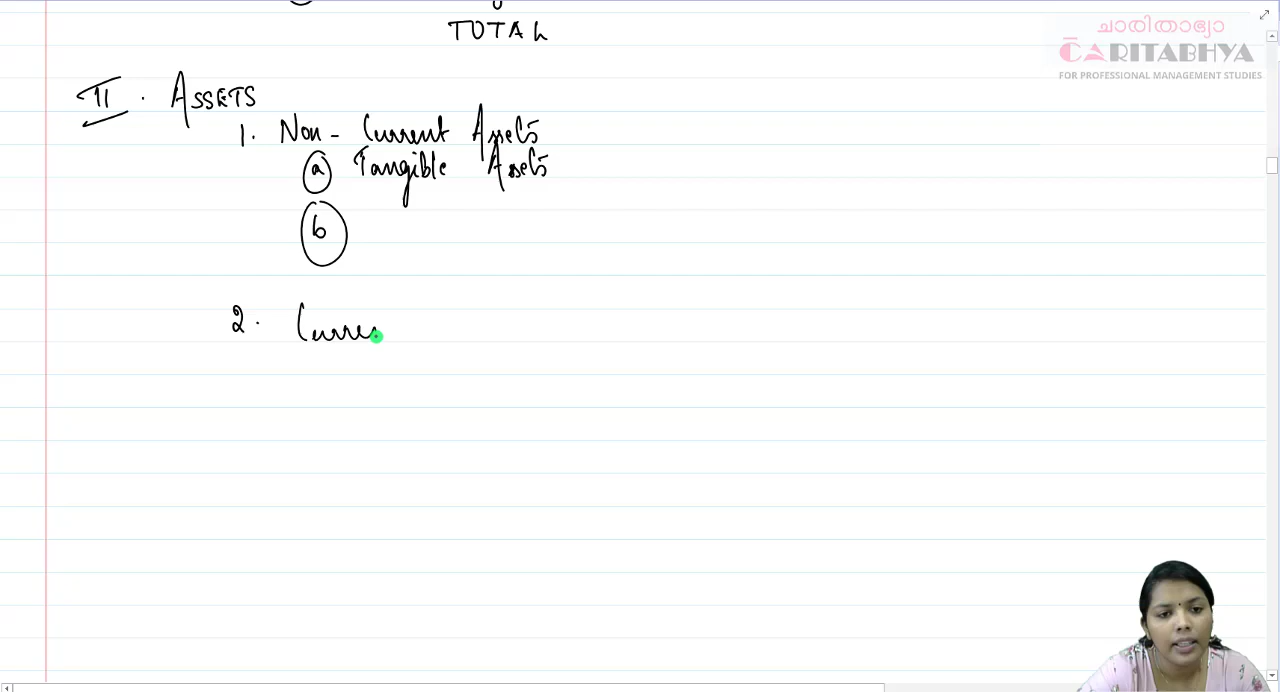 TOTAL
ചാരിതാഭ്യാ
CARITABHYA
FOR PROFESSIONAL MANAGEMENT STUDIES
II. ASSETS
1. Non-Current Assets
a Tangible Assets
b
2. Curre